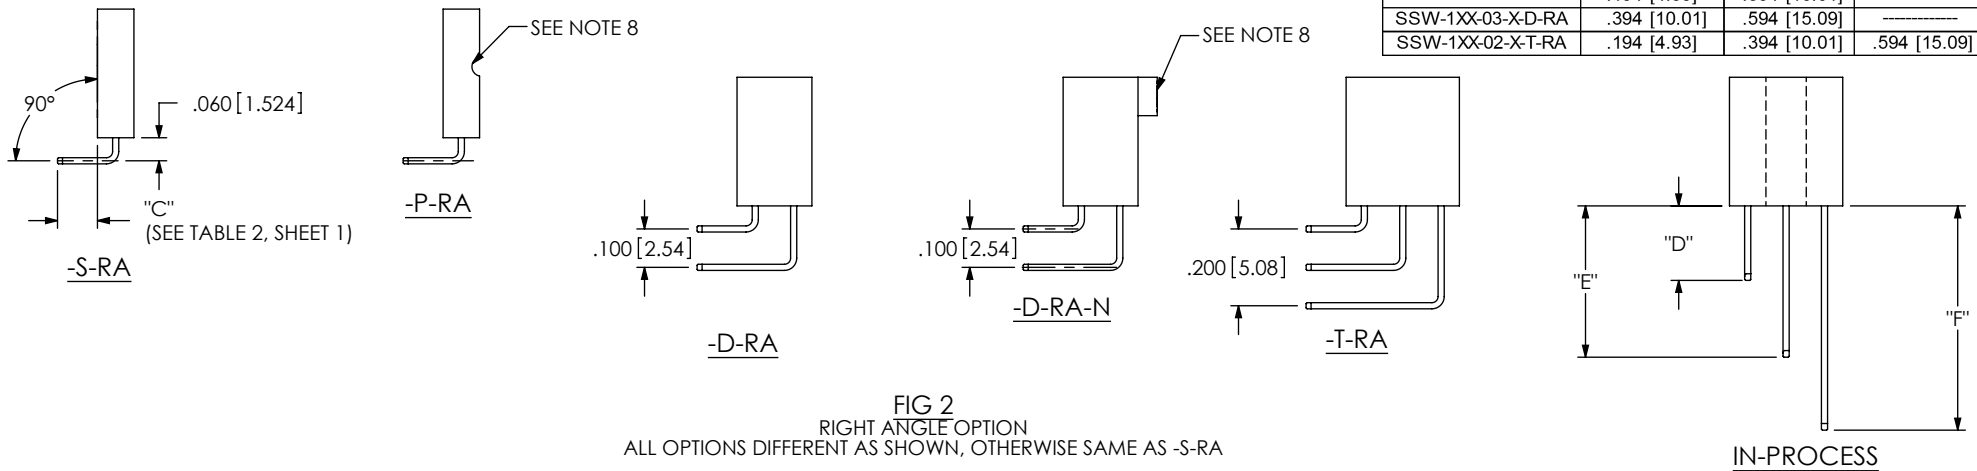 SSW-1XX-03-X-D-RA .394 [10.01] .594 [15.09] -------------
SSW-1XX-02-X-T-RA .194 [4.93] .394 [10.01] .594 [15.09]
SEE NOTE 8
SEE NOTE 8
90°
.060 [1.524]
"C"
(SEE TABLE 2, SHEET 1)
-S-RA
-P-RA
.100 [2.54]
-D-RA
.100 [2.54]
-D-RA-N
.200 [5.08]
-T-RA
"E"
"D"
"F"
IN-PROCESS
FIG 2
RIGHT ANGLE OPTION
ALL OPTIONS DIFFERENT AS SHOWN, OTHERWISE SAME AS -S-RA